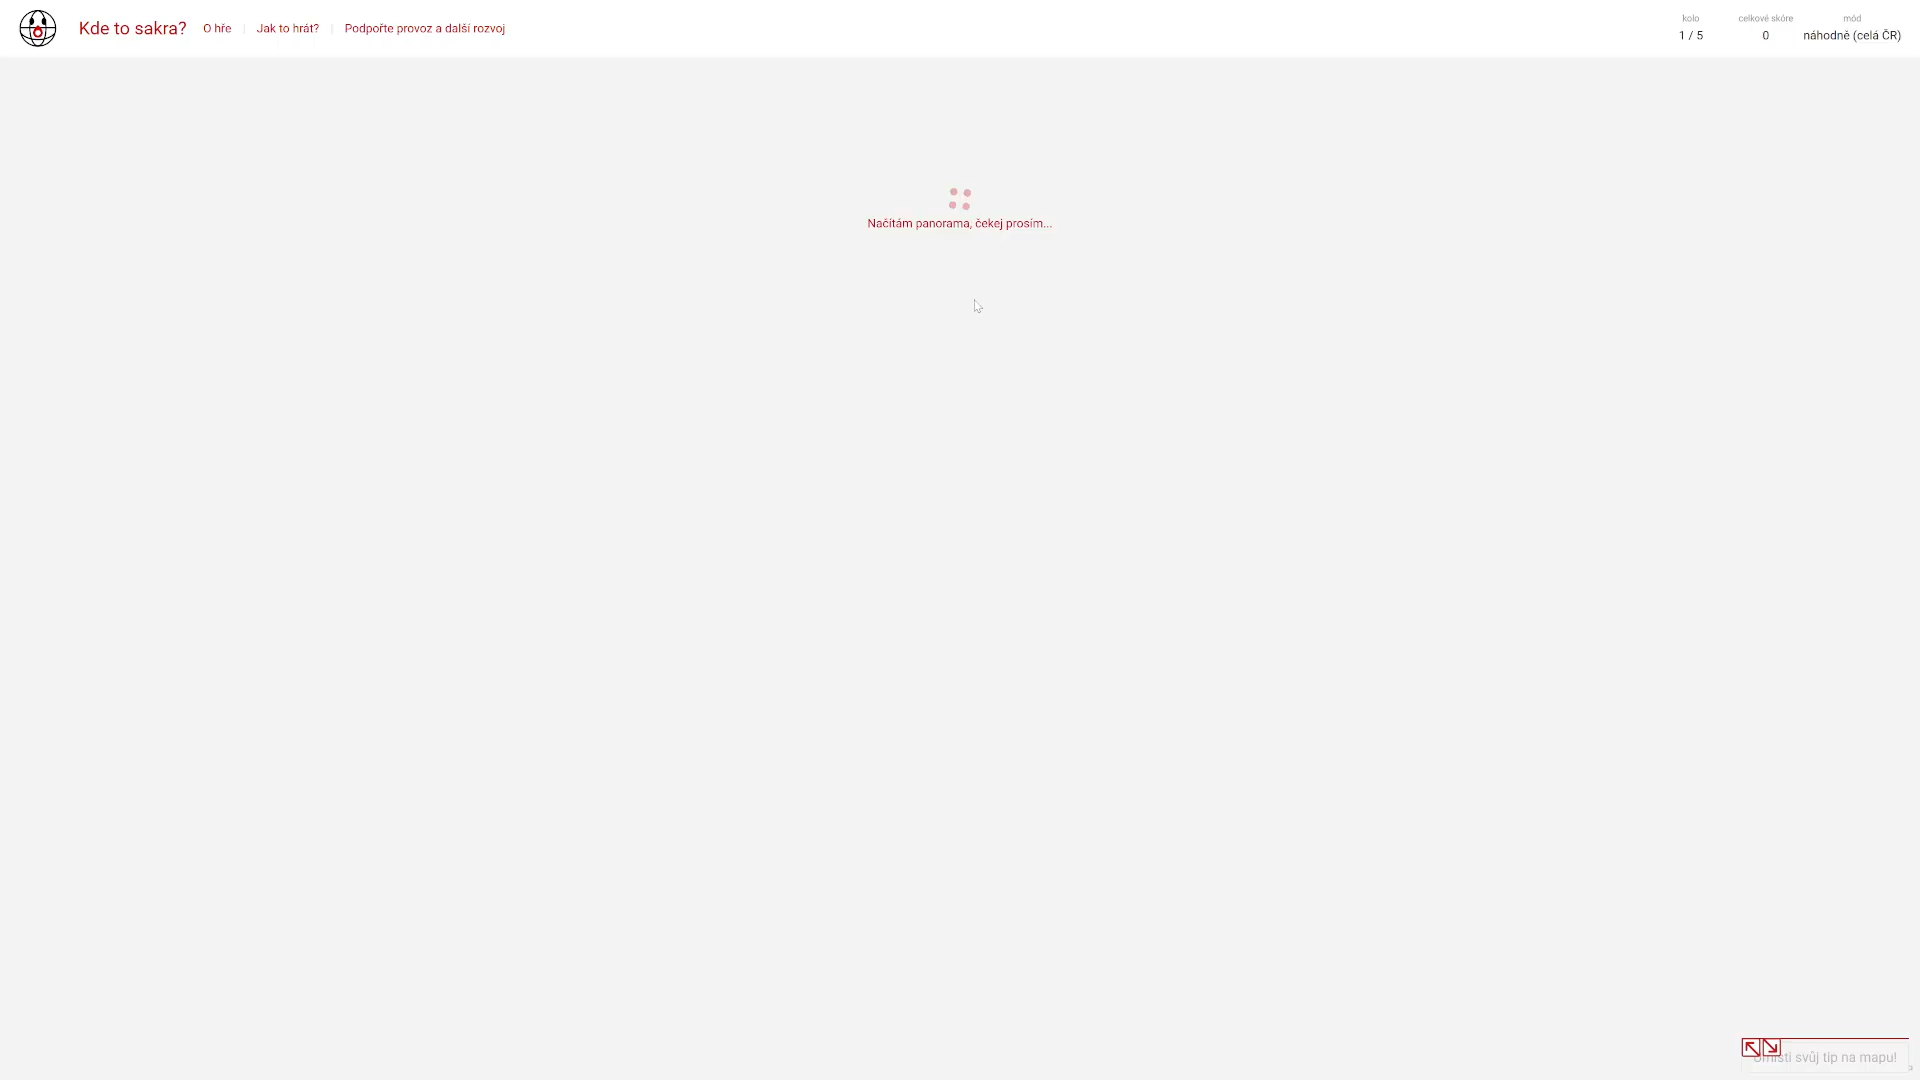 Kde to sakra?
O hře
Jak to hrát?
Podpořte provoz a další rozvoj
kolo
1 / 5
celkové skóre
0
mód
náhodně (celá ČR)
Načítám panorama, čekej prosím...
Umísti svůj tip na mapu!